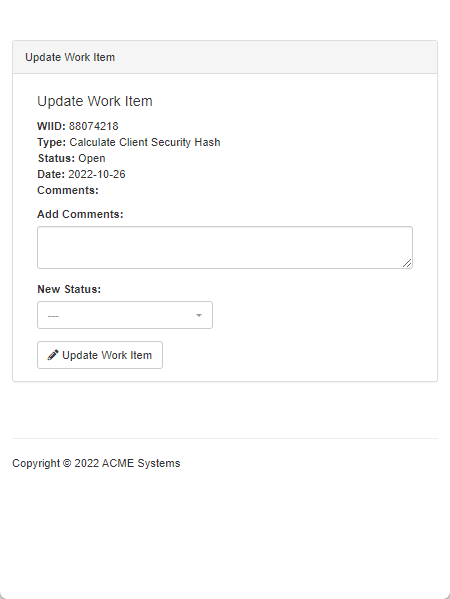 Update Work Item
Update Work Item
WIID: 88074218
Type: Calculate Client Security Hash
Status: Open
Date: 2022-10-26
Comments:
Add Comments:
New Status:
---
Update Work Item
Copyright © 2022 ACME Systems